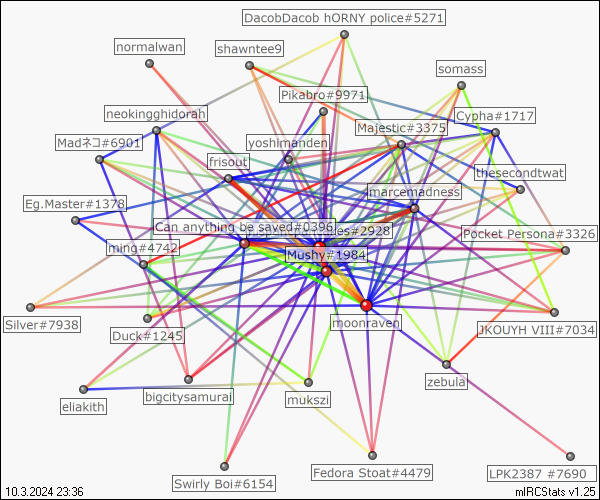 DacobDacob hORNY police#5271
normalwan
shawntee9
somass
Pikabro#9971
neokingghidorah
Cypha#1717
Majestic#3375
Madネコ#6901
yoshimanden
frisout
thesecondtwat
marcemadness
Eg.Master#1378
Can anything be saved#0396
les#2928
Pocket Persona#3326
ming#4742
Mushy#1984
Silver#7938
moonraven
Duck#1245
JKOUYH VIII#7034
zebula
eliakith
bigcitysamurai
mukszi
Swirly Boi#6154
Fedora Stoat#4479
LPK2387 #7690
10.3.2024 23:36
mIRCStats v1.25